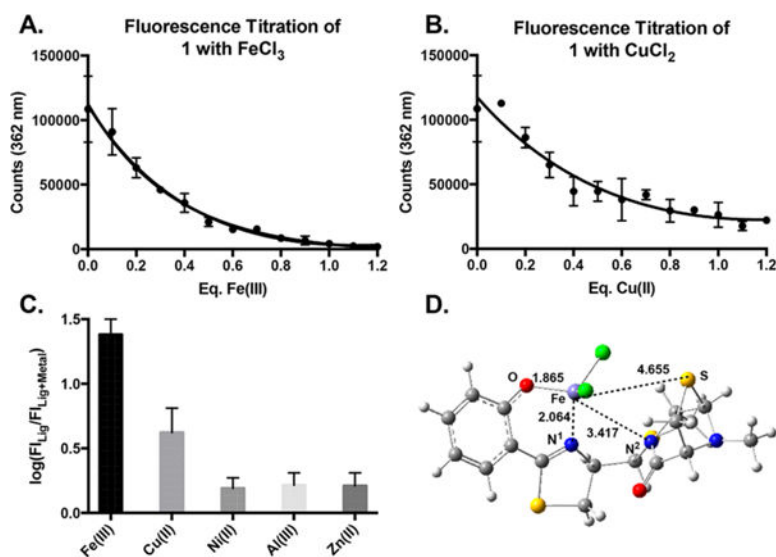 A.
Fluorescence Titration of
1 with FeCl3
150000
100000
50000
0
Counts (362 nm)
0.0 0.2 0.4 0.6 0.8 1.0 1.2
Eq. Fe(III)
B.
Fluorescence Titration of
1 with CuCl2
150000
100000
50000
0
Counts (362 nm)
0.0 0.2 0.4 0.6 0.8 1.0 1.2
Eq. Cu(II)
C.
1.5
1.0
0.5
0.0
log(FlLig/FlLig+Metal)
Fe(III) Cu(II) Ni(II) Al(III) Zn(II)
D.
O
1.865
Fe
4.655
S
2.064
N1
3.417
N2
N